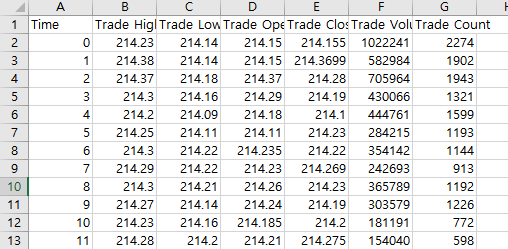 A B C D E F G
1 Time Trade Higl Trade Low Trade Ope Trade Clos Trade Volu Trade Count
2 0 214.23 214.14 214.15 214.155 1022241 2274
3 1 214.38 214.14 214.15 214.3699 582984 1902
4 2 214.37 214.18 214.37 214.28 705964 1943
5 3 214.3 214.16 214.29 214.19 430066 1321
6 4 214.2 214.09 214.18 214.1 444761 1599
7 5 214.25 214.11 214.11 214.23 284215 1193
8 6 214.3 214.22 214.235 214.22 354142 1144
9 7 214.29 214.22 214.23 214.269 242693 913
10 8 214.3 214.21 214.26 214.23 365789 1192
11 9 214.27 214.14 214.24 214.19 303579 1226
12 10 214.23 214.16 214.185 214.2 181191 772
13 11 214.28 214.2 214.21 214.275 154040 598